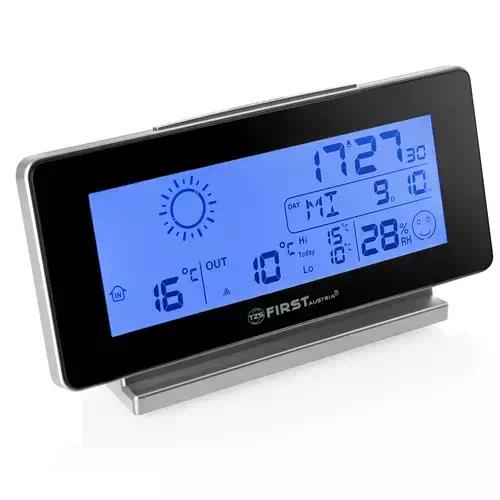 17 27 30
DAY MI 9 D 10 M
IN 16 °C OUT 10 °C Hi Today Lo 15 °C 10 °C 28 % RH
TZS FIRST AUSTRIA®